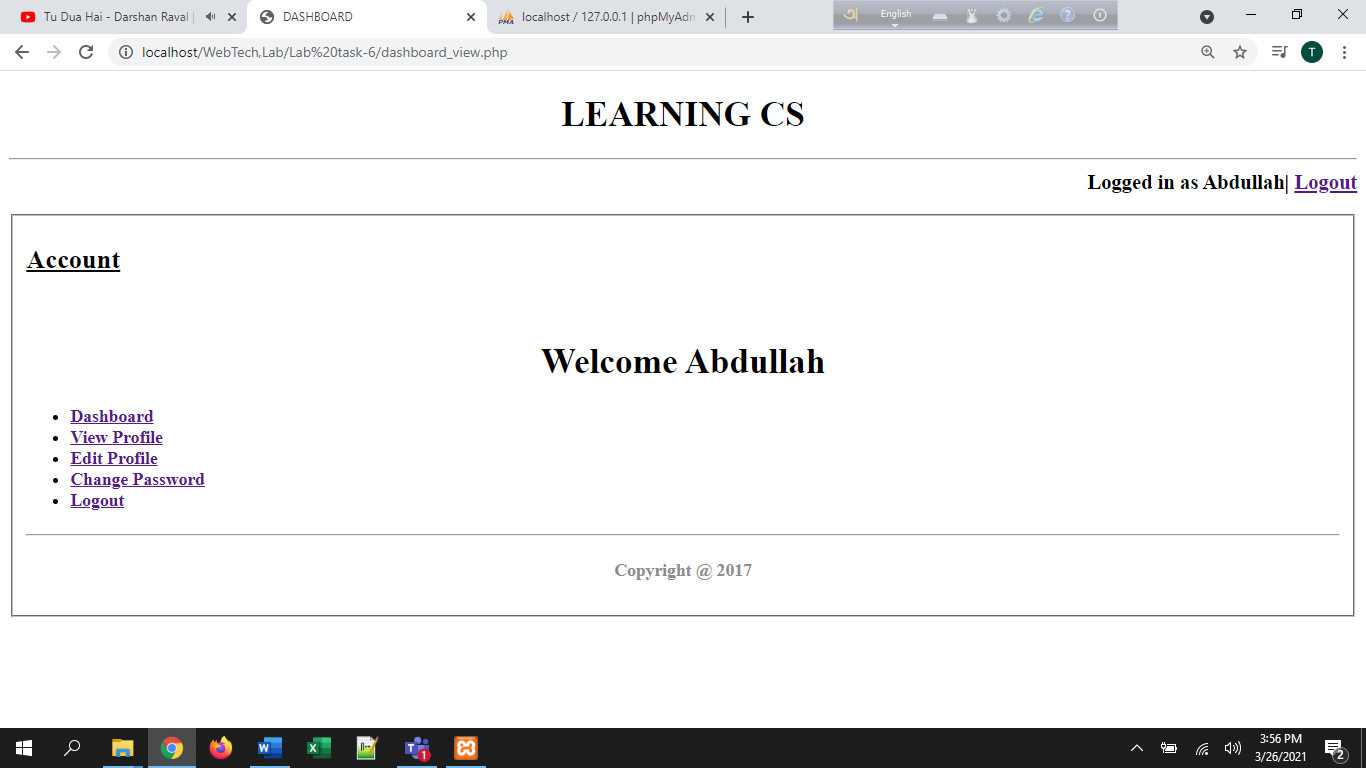 Tu Dua Hai - Darshan Raval |
DASHBOARD
localhost / 127.0.0.1 | phpMyAdm
English
localhost/WebTech,Lab/Lab%20task-6/dashboard_view.php
T
LEARNING CS
Logged in as Abdullah| Logout
Account
Welcome Abdullah
• Dashboard
• View Profile
• Edit Profile
• Change Password
• Logout
Copyright @ 2017
3:56 PM
3/26/2021
1
2